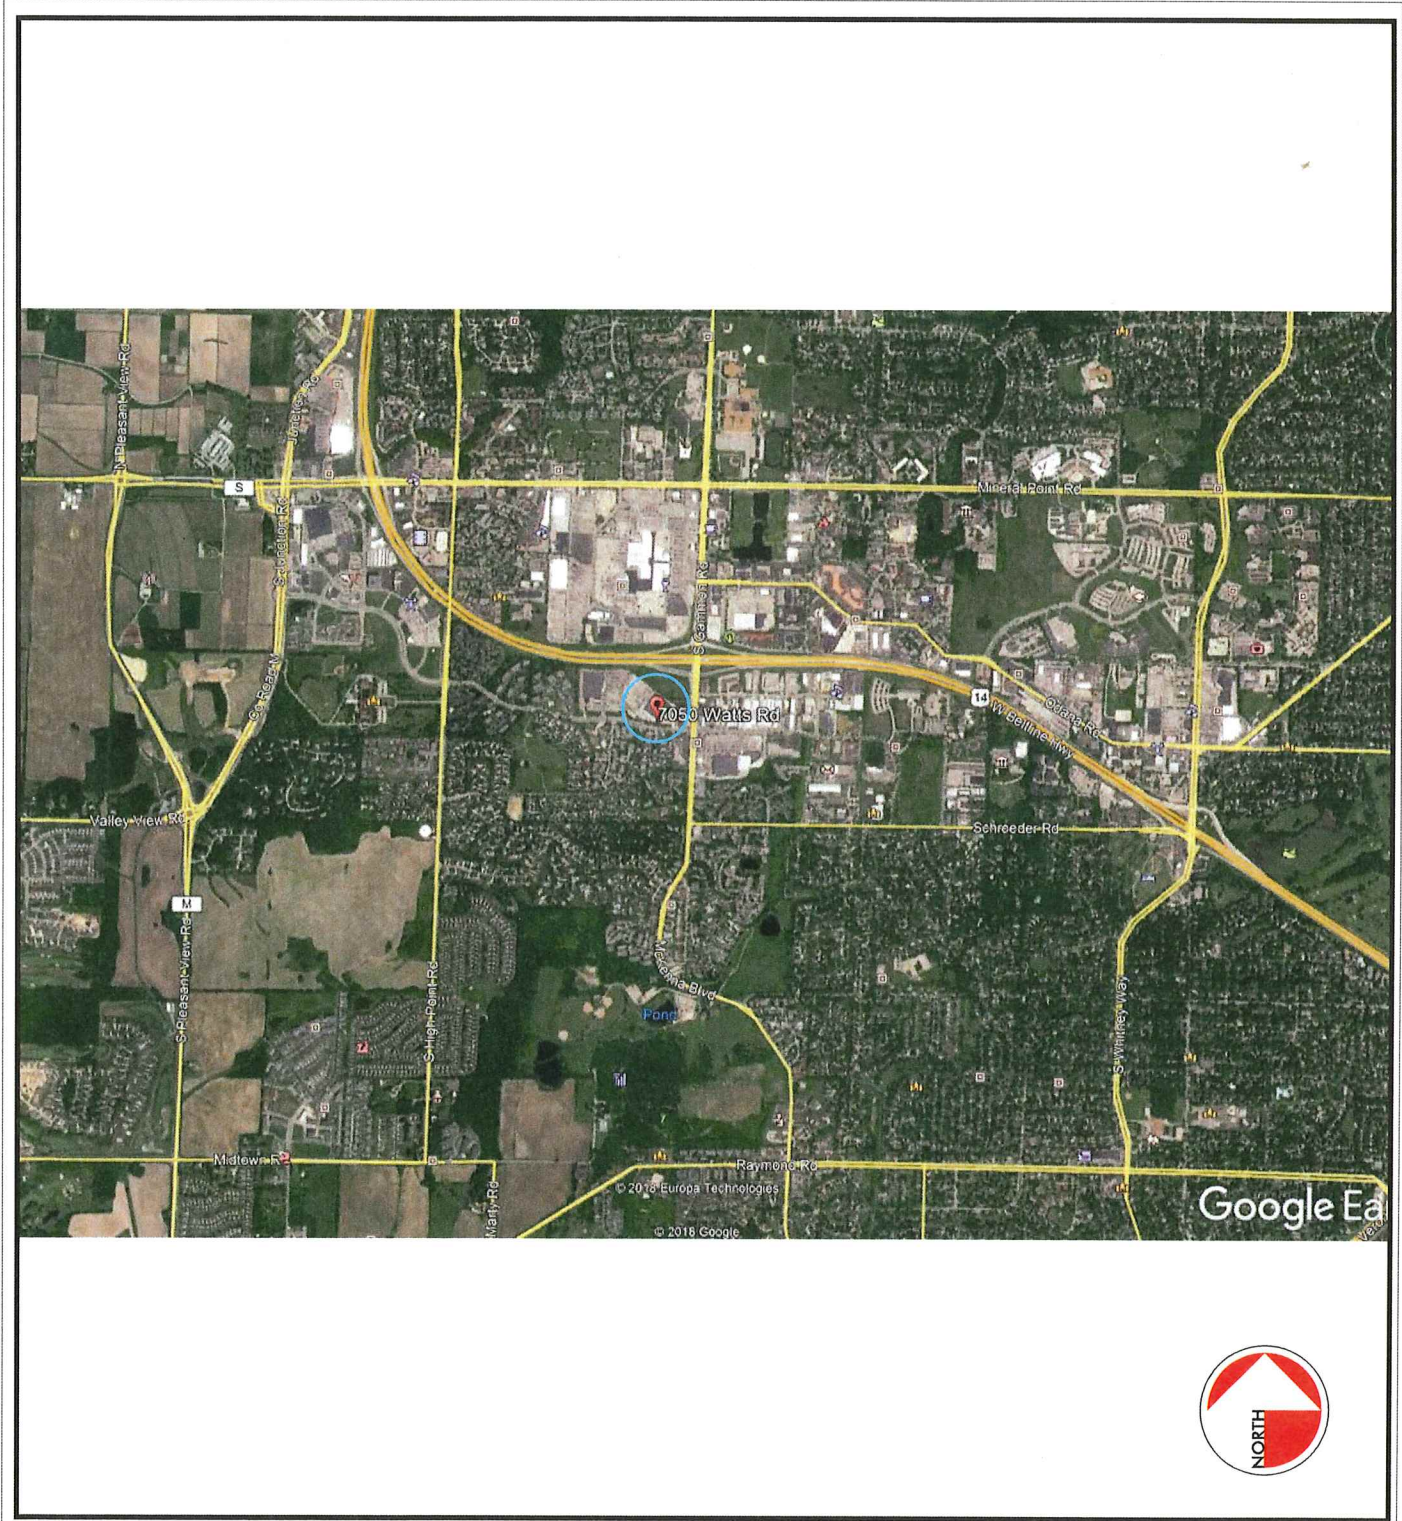 N Pleasant View Rd
Junction Rd
S
Mineral Point Rd
S Junction Rd
S Gammon Rd
Co Road M
14
Odana Rd
W Beltline Hwy
7050 Watts Rd
Valley View Rd
Schroeder Rd
M
S Pleasant View Rd
S High Point Rd
McKenna Blvd
Pond
S Whitney Way
7
Midtown R
Raymond Rd
Marty Rd
© 2018 Europa Technologies
© 2018 Google
Google Ea
NORTH